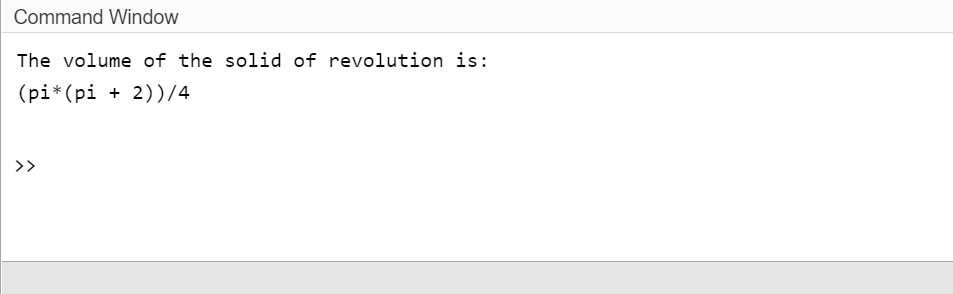 Command Window
The volume of the solid of revolution is:
(pi*(pi + 2))/4
>>